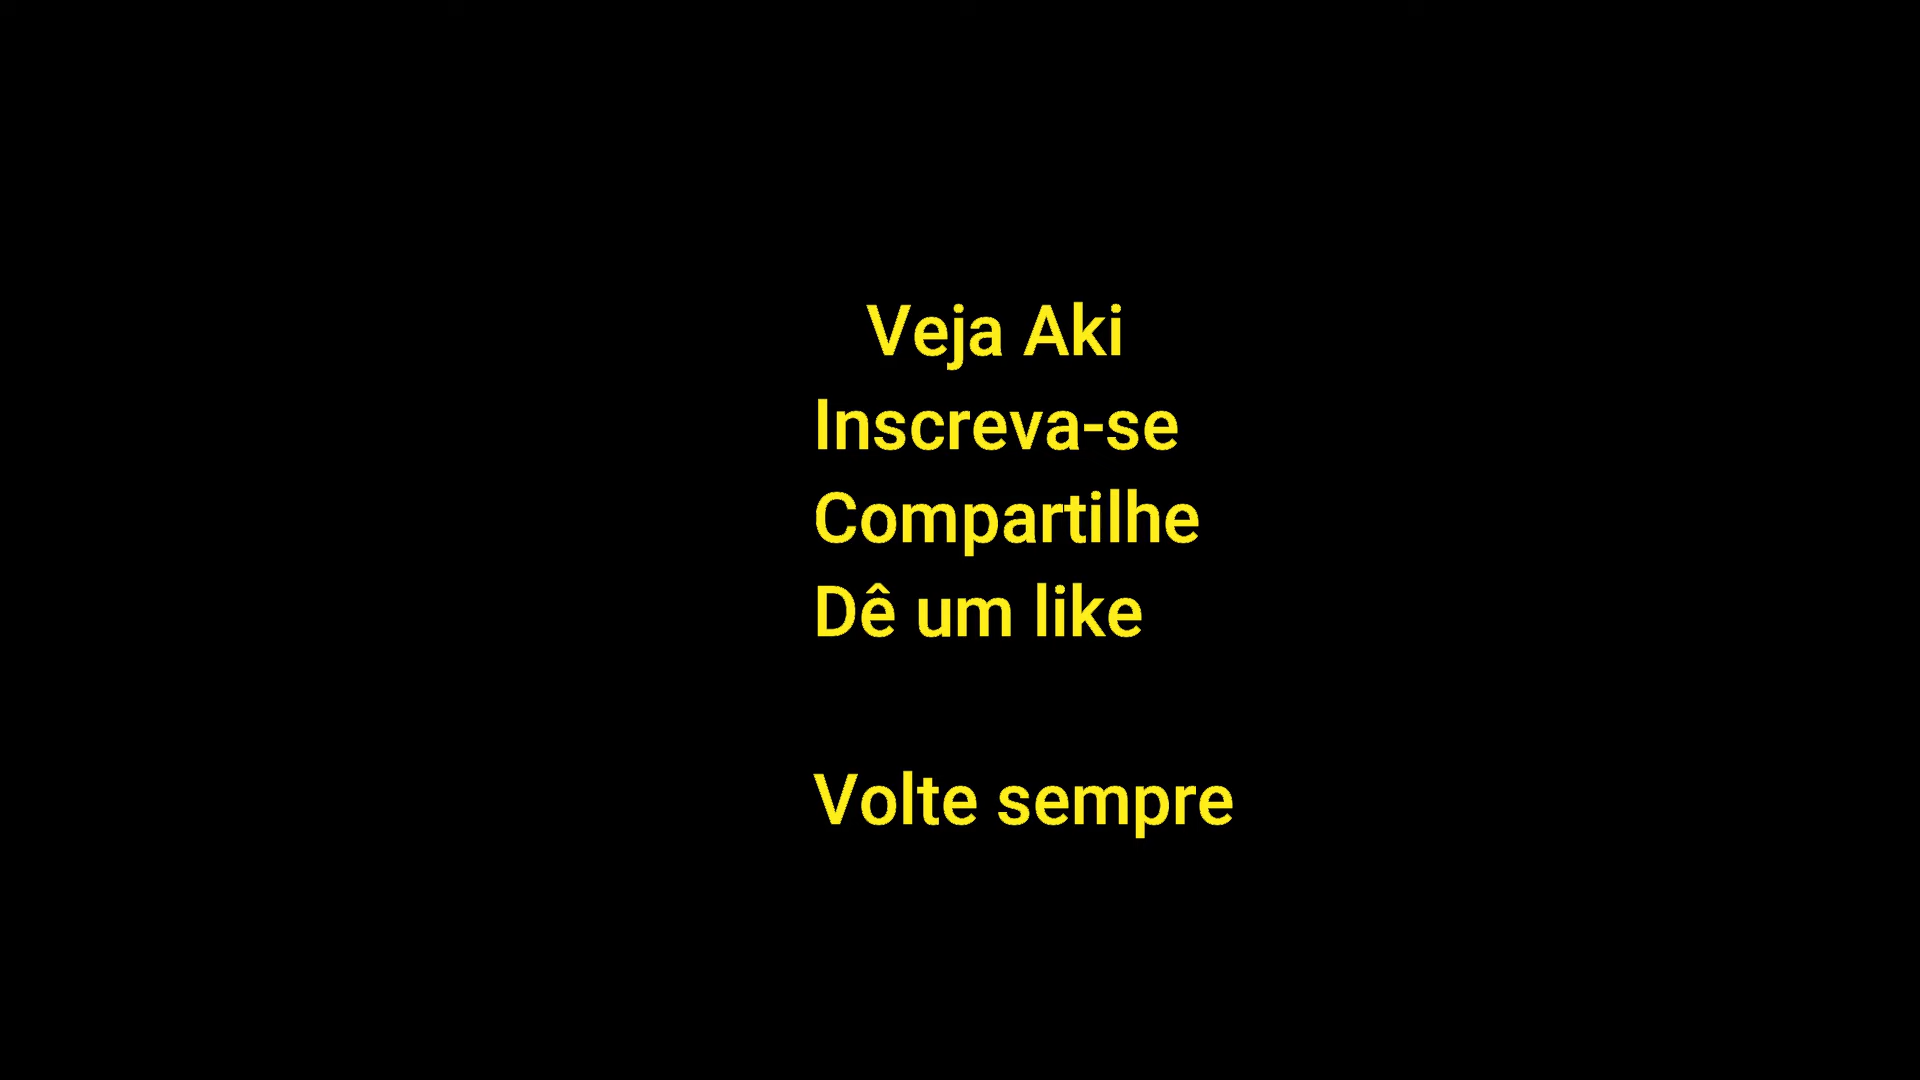 Veja Aki
Inscreva-se
Compartilhe
Dê um like
Volte sempre